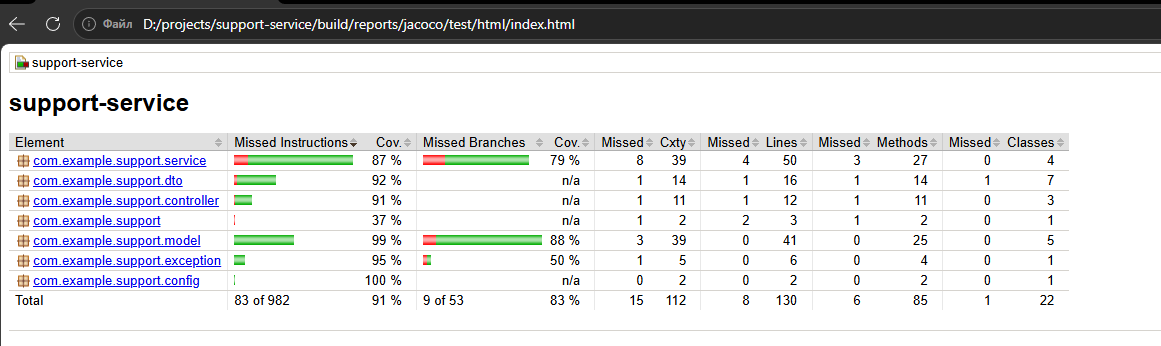 Файл D:/projects/support-service/build/reports/jacoco/test/html/index.html
support-service
support-service
Element Missed Instructions Cov. Missed Branches Cov. Missed Cxty Missed Lines Missed Methods Missed Classes
com.example.support.service 87 % 79 % 8 39 4 50 3 27 0 4
com.example.support.dto 92 % n/a 1 14 1 16 1 14 1 7
com.example.support.controller 91 % n/a 1 11 1 12 1 11 0 3
com.example.support 37 % n/a 1 2 2 3 1 2 0 1
com.example.support.model 99 % 88 % 3 39 0 41 0 25 0 5
com.example.support.exception 95 % 50 % 1 5 0 6 0 4 0 1
com.example.support.config 100 % n/a 0 2 0 2 0 2 0 1
Total 83 of 982 91 % 9 of 53 83 % 15 112 8 130 6 85 1 22